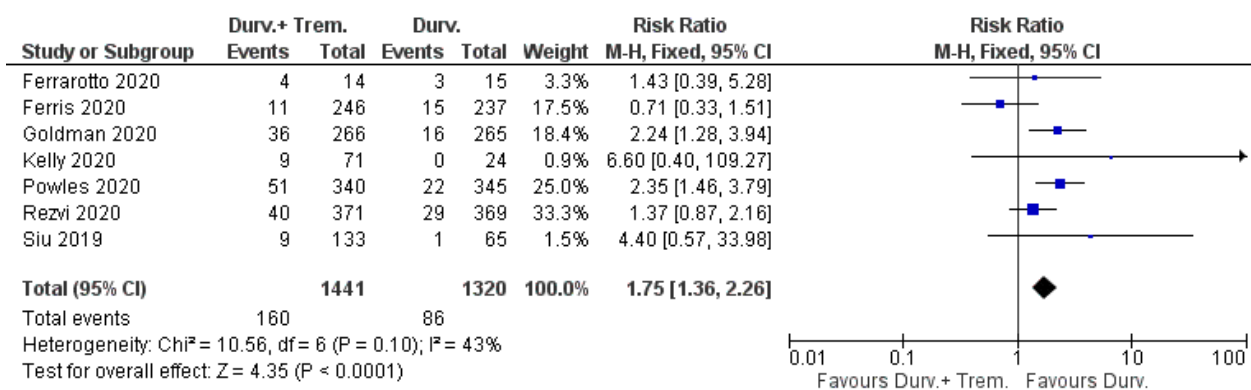 Durv.+ Trem. Durv. Risk Ratio Risk Ratio
Study or Subgroup Events Total Events Total Weight M-H, Fixed, 95% CI M-H, Fixed, 95% CI
Ferrarotto 2020 4 14 3 15 3.3% 1.43 [0.39, 5.28]
Ferris 2020 11 246 15 237 17.5% 0.71 [0.33, 1.51]
Goldman 2020 36 266 16 265 18.4% 2.24 [1.28, 3.94]
Kelly 2020 9 71 0 24 0.9% 6.60 [0.40, 109.27]
Powles 2020 51 340 22 345 25.0% 2.35 [1.46, 3.79]
Rezvi 2020 40 371 29 369 33.3% 1.37 [0.87, 2.16]
Siu 2019 9 133 1 65 1.5% 4.40 [0.57, 33.98]
Total (95% CI) 1441 1320 100.0% 1.75 [1.36, 2.26]
Total events 160 86
Heterogeneity: Chi² = 10.56, df = 6 (P = 0.10); I² = 43%
Test for overall effect: Z = 4.35 (P < 0.0001)
0.01 0.1 1 10 100
Favours Durv.+ Trem. Favours Durv.